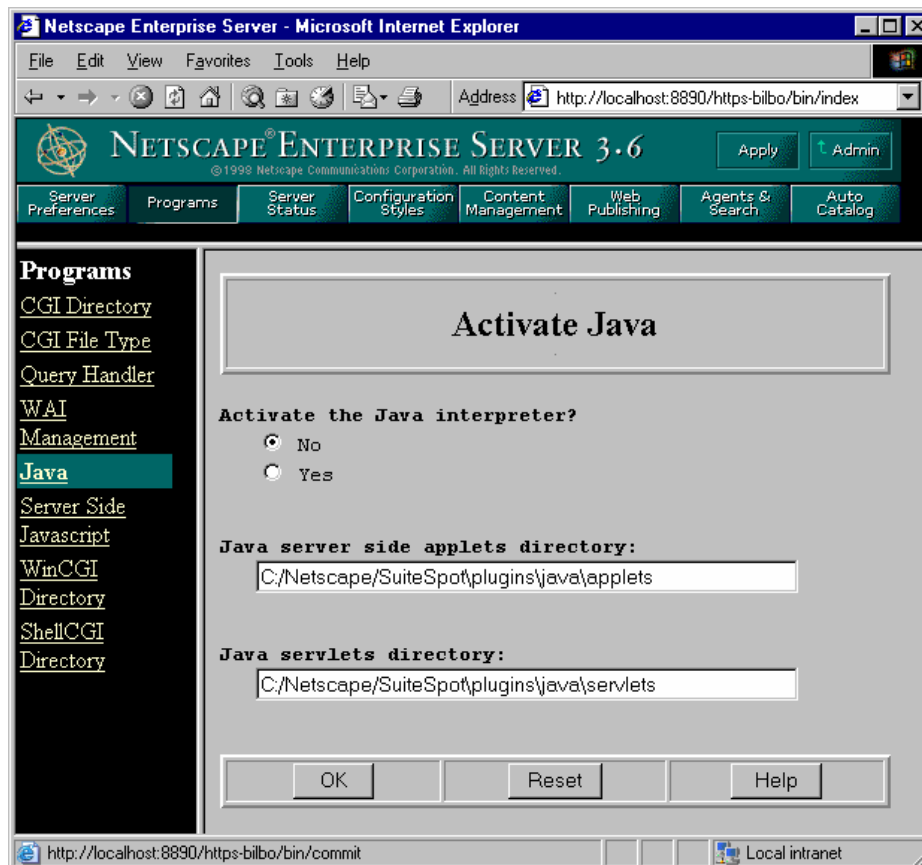 Netscape Enterprise Server - Microsoft Internet Explorer
File Edit View Favorites Tools Help
Address http://localhost:8890/https-bilbo/bin/index
NETSCAPE® ENTERPRISE SERVER 3.6
©1998 Netscape Communications Corporation. All Rights Reserved.
Apply Admin
Server Preferences
Programs
Server Status
Configuration Styles
Content Management
Web Publishing
Agents & Search
Auto Catalog
Programs
CGI Directory
CGI File Type
Query Handler
WAI
Management
Java
Server Side
Javascript
WinCGI
Directory
ShellCGI
Directory
Activate Java
Activate the Java interpreter?
No
Yes
Java server side applets directory:
C:/Netscape/SuiteSpot\plugins\java\applets
Java servlets directory:
C:/Netscape/SuiteSpot\plugins\java\servlets
OK Reset Help
http://localhost:8890/https-bilbo/bin/commit Local intranet